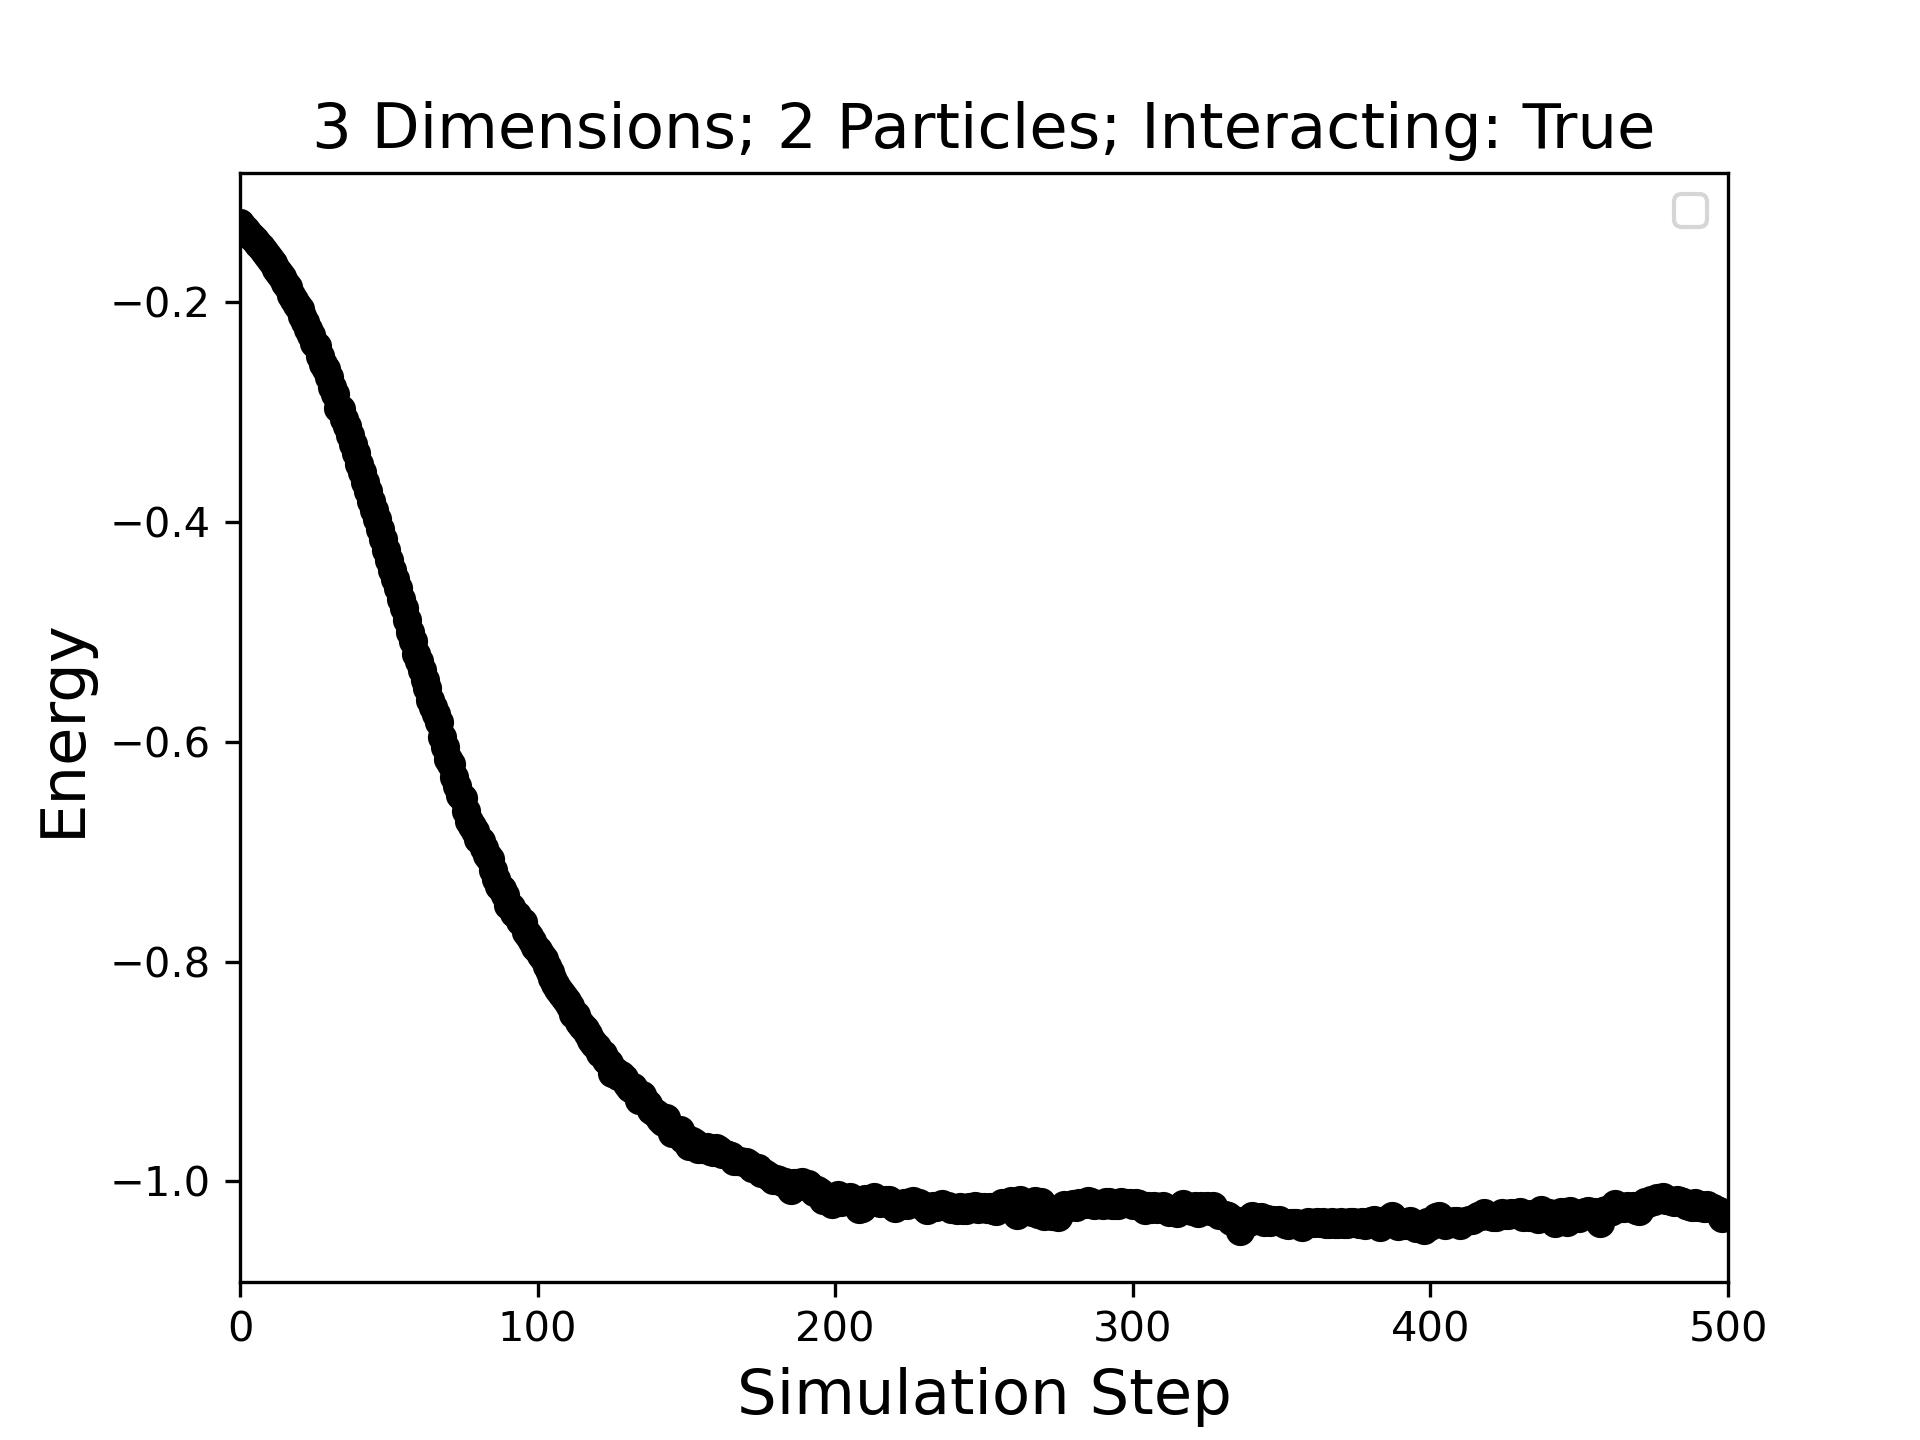 3 Dimensions; 2 Particles; Interacting: True
Energy
−0.2
−0.4
−0.6
−0.8
−1.0
0 100 200 300 400 500
Simulation Step